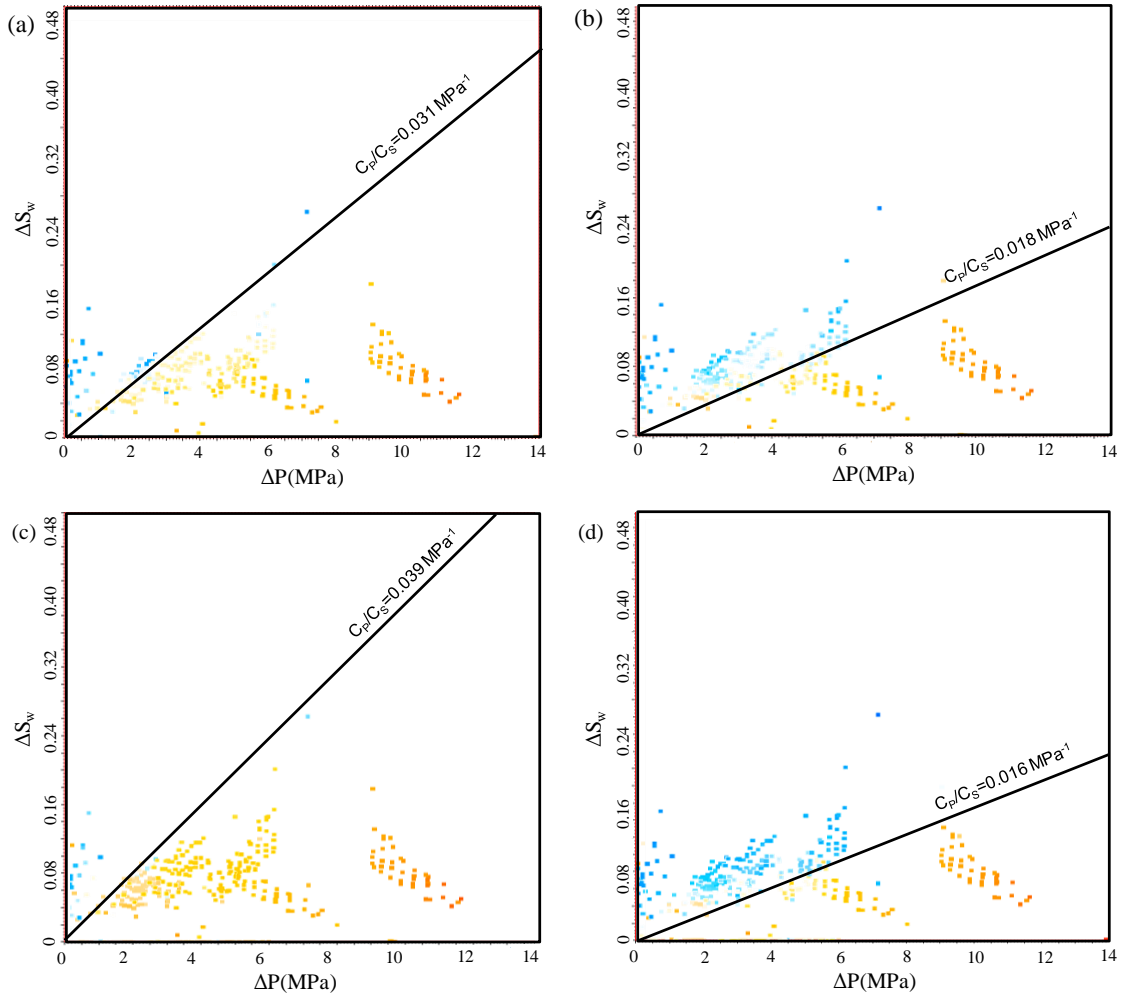 (a)
0.48
0.40
0.32
0.24
0.16
0.08
0
ΔS_w
C_P/C_S=0.031 MPa⁻¹
0 2 4 6 8 10 12 14
ΔP(MPa)
(b)
0.48
0.40
0.32
0.24
0.16
0.08
0
ΔS_w
C_P/C_S=0.018 MPa⁻¹
0 2 4 6 8 10 12 14
ΔP(MPa)
(c)
0.48
0.40
0.32
0.24
0.16
0.08
0
ΔS_w
C_P/C_S=0.039 MPa⁻¹
0 2 4 6 8 10 12 14
ΔP(MPa)
(d)
0.48
0.40
0.32
0.24
0.16
0.08
0
ΔS_w
C_P/C_S=0.016 MPa⁻¹
0 2 4 6 8 10 12 14
ΔP(MPa)